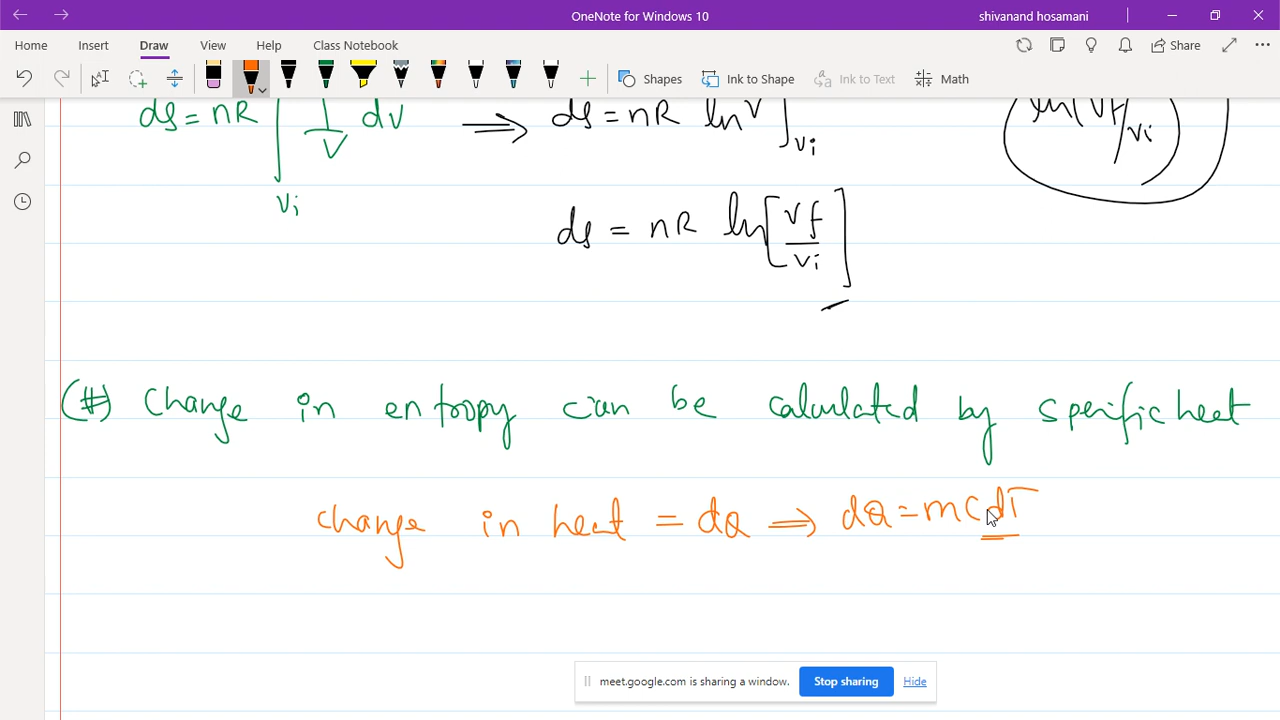 OneNote for Windows 10
shivanand hosamani
Home Insert Draw View Help Class Notebook Share
Shapes Ink to Shape Ink to Text Math
ds = nR ∫ 1/V dV ⟹ ds = nR ln V]
Vi Vi
ln(Vf/Vi)
ds = nR ln[Vf/Vi]
(#) Change in entropy can be calculated by specific heat
change in heat = dQ ⟹ dQ = mCdT
meet.google.com is sharing a window. Stop sharing Hide